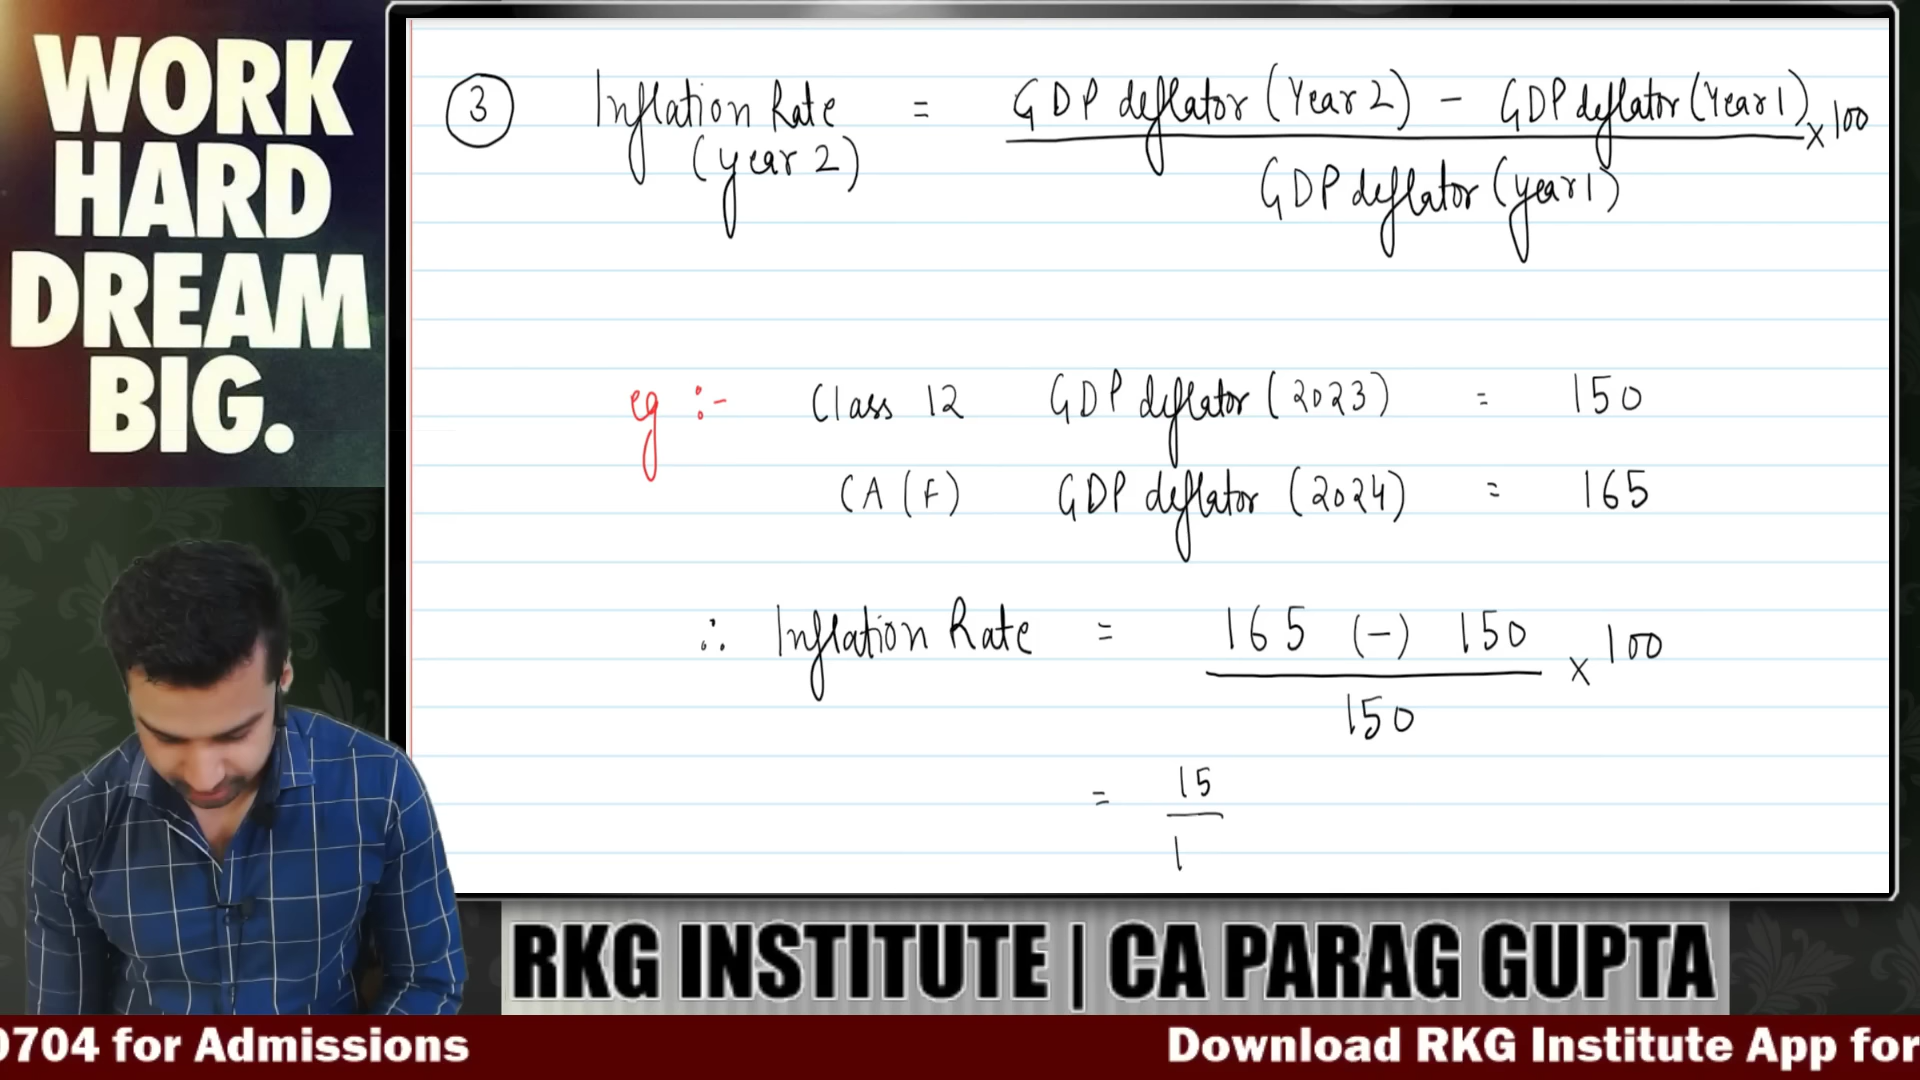 WORK
HARD
DREAM
BIG.
3 Inflation Rate = GDP deflator (Year 2) - GDP deflator (Year 1) x 100
(year 2)
GDP deflator (year 1)
eg :- Class 12 GDP deflator (2023) = 150
CA (F) GDP deflator (2024) = 165
∴ Inflation Rate = 165 (-) 150 x 100
150
= 15
1
RKG INSTITUTE | CA PARAG GUPTA
0704 for Admissions Download RKG Institute App for